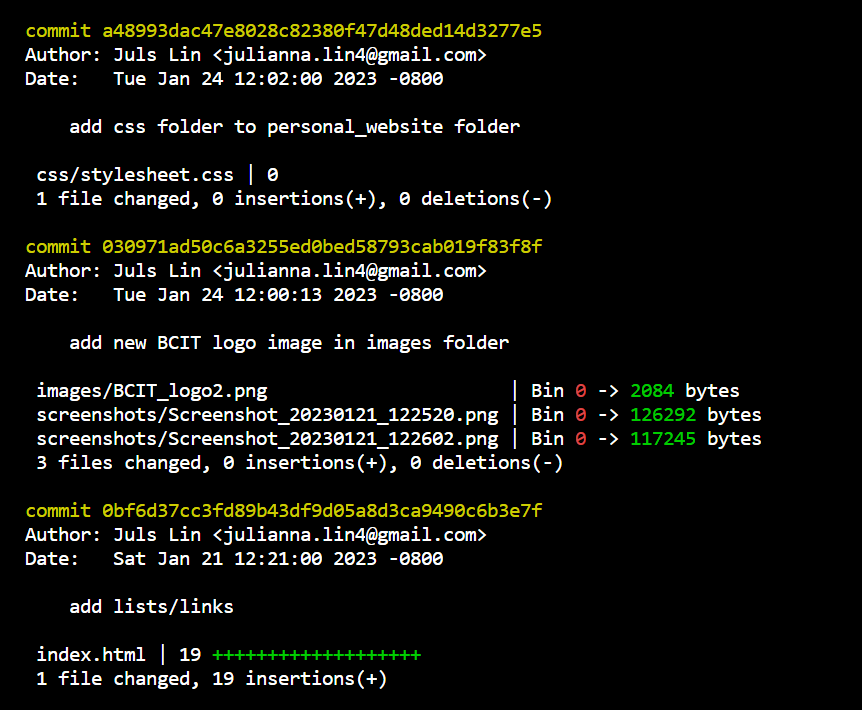 commit a48993dac47e8028c82380f47d48ded14d3277e5
Author: Juls Lin <julianna.lin4@gmail.com>
Date:   Tue Jan 24 12:02:00 2023 -0800
    add css folder to personal_website folder
 css/stylesheet.css | 0
 1 file changed, 0 insertions(+), 0 deletions(-)
commit 030971ad50c6a3255ed0bed58793cab019f83f8f
Author: Juls Lin <julianna.lin4@gmail.com>
Date:   Tue Jan 24 12:00:13 2023 -0800
    add new BCIT logo image in images folder
 images/BCIT_logo2.png                      | Bin 0 -> 2084 bytes
 screenshots/Screenshot_20230121_122520.png | Bin 0 -> 126292 bytes
 screenshots/Screenshot_20230121_122602.png | Bin 0 -> 117245 bytes
 3 files changed, 0 insertions(+), 0 deletions(-)
commit 0bf6d37cc3fd89b43df9d05a8d3ca9490c6b3e7f
Author: Juls Lin <julianna.lin4@gmail.com>
Date:   Sat Jan 21 12:21:00 2023 -0800
    add lists/links
 index.html | 19 +++++++++++++++++++
 1 file changed, 19 insertions(+)